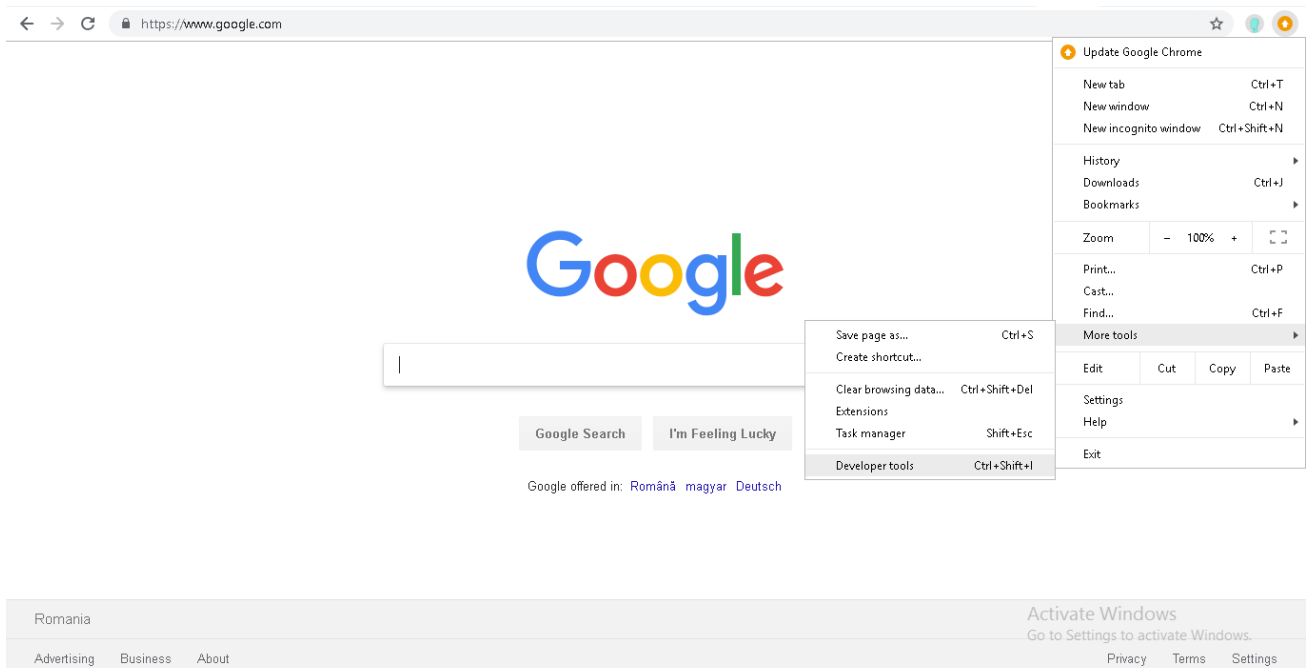 https://www.google.com
Update Google Chrome
New tab Ctrl+T
New window Ctrl+N
New incognito window Ctrl+Shift+N
History
Downloads Ctrl+J
Bookmarks
Zoom – 100% +
Print... Ctrl+P
Cast...
Find... Ctrl+F
More tools
Edit Cut Copy Paste
Settings
Help
Exit
Save page as... Ctrl+S
Create shortcut...
Clear browsing data... Ctrl+Shift+Del
Extensions
Task manager Shift+Esc
Developer tools Ctrl+Shift+I
Google
Google Search I'm Feeling Lucky
Google offered in: Română magyar Deutsch
Romania
Activate Windows
Go to Settings to activate Windows.
Advertising Business About Privacy Terms Settings